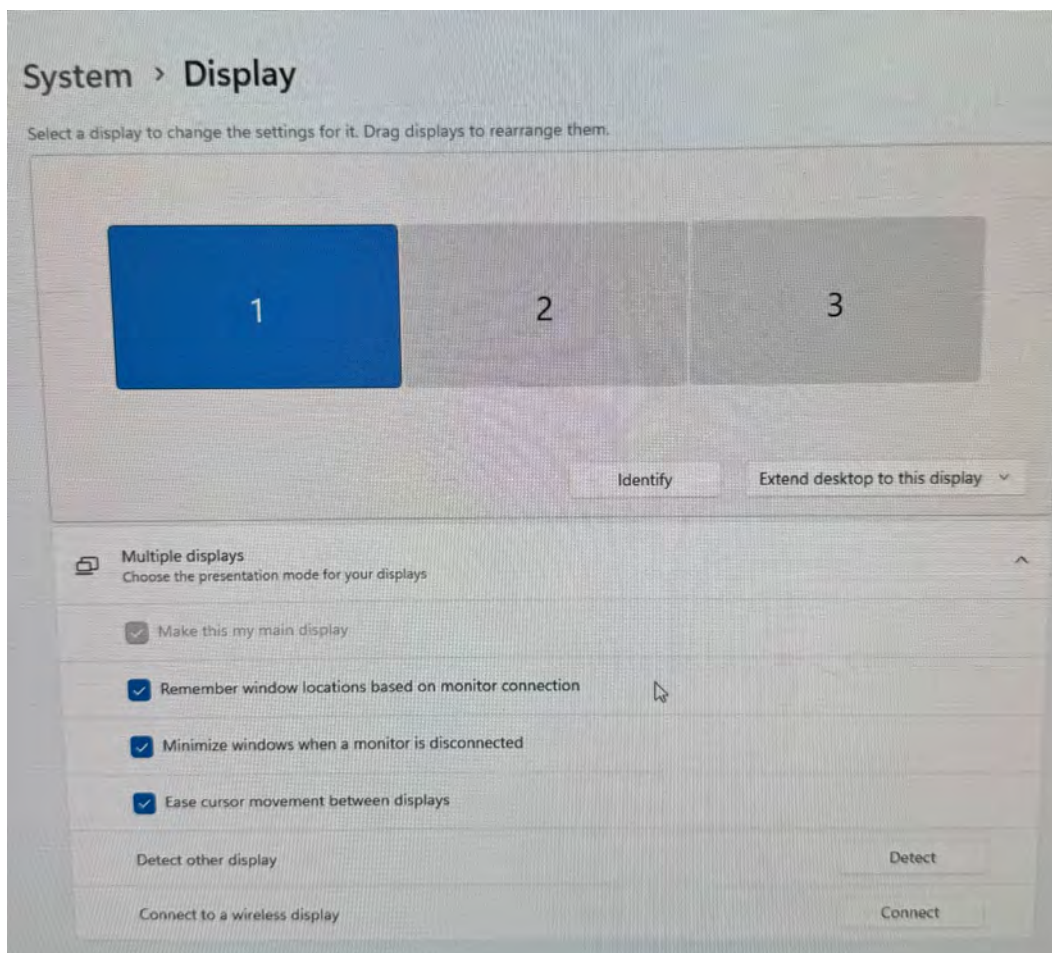 System > Display
Select a display to change the settings for it. Drag displays to rearrange them.
1
2
3
Identify
Extend desktop to this display
Multiple displays
Choose the presentation mode for your displays
Make this my main display
Remember window locations based on monitor connection
Minimize windows when a monitor is disconnected
Ease cursor movement between displays
Detect other display
Detect
Connect to a wireless display
Connect